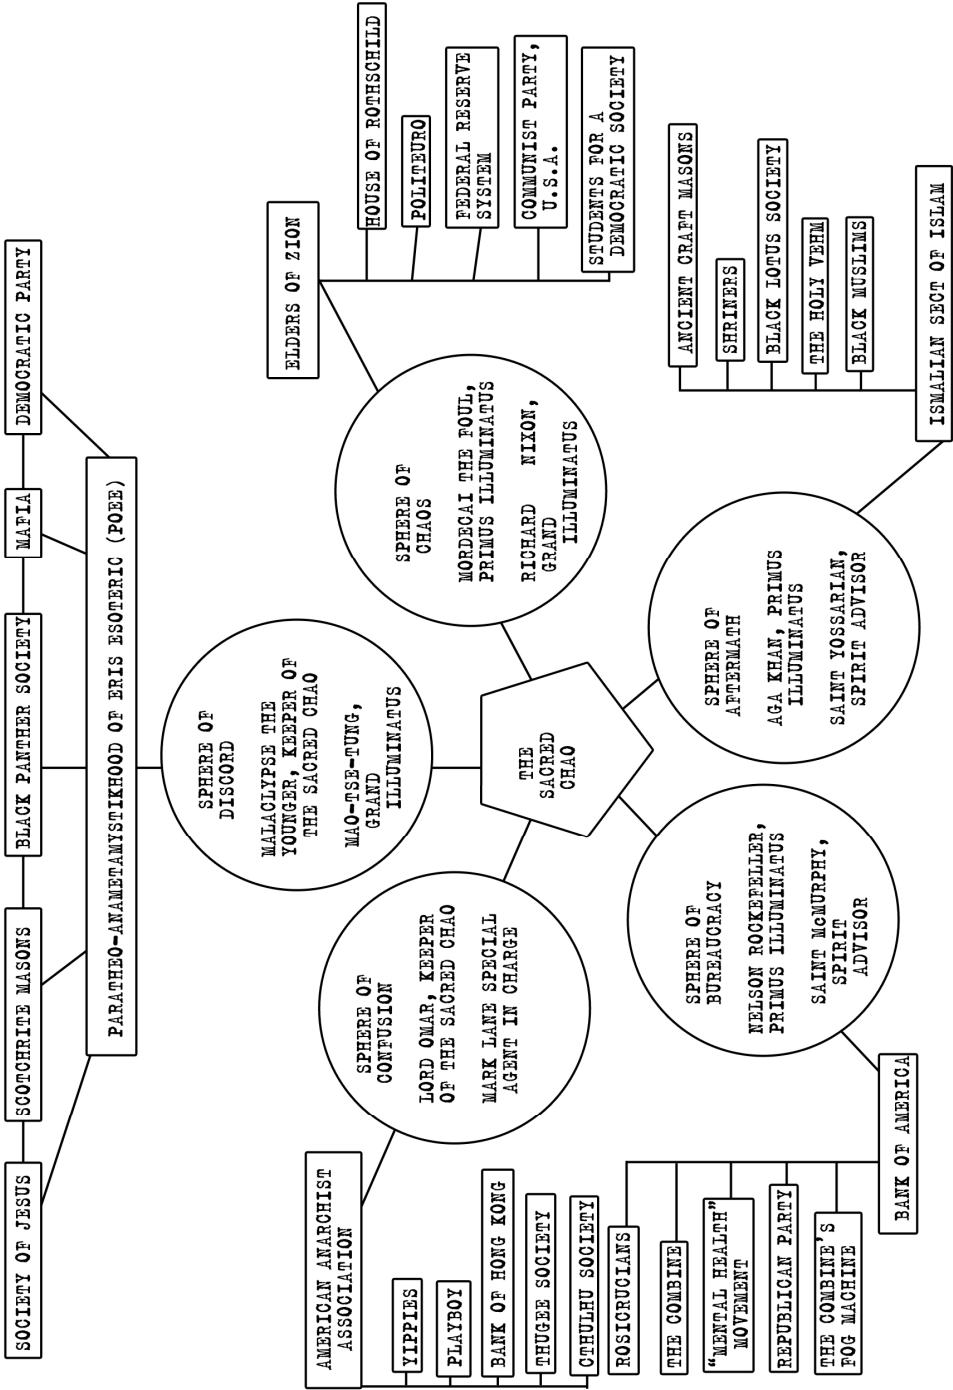 SOCIETY OF JESUS
SCOTCHRITE MASONS
BLACK PANTHER SOCIETY
MAFIA
DEMOCRATIC PARTY
PARATHEO-ANAMETAMYSTIKHOOD OF ERIS ESOTERIC (POEE)
SPHERE OF
DISCORD
MALACLYPSE THE
YOUNGER, KEEPER OF
THE SACRED CHAO
MAO-TSE-TUNG,
GRAND
ILLUMINATUS
AMERICAN ANARCHIST
ASSOCIATION
YIPPIES
PLAYBOY
BANK OF HONG KONG
THUGEE SOCIETY
CTHULHU SOCIETY
SPHERE OF
CONFUSION
LORD OMAR, KEEPER
OF THE SACRED CHAO
MARK LANE SPECIAL
AGENT IN CHARGE
THE
SACRED
CHAO
SPHERE OF
CHAOS
MORDECAI THE FOUL,
PRIMUS ILLUMINATUS
RICHARD NIXON,
GRAND
ILLUMINATUS
ELDERS OF ZION
HOUSE OF ROTHSCHILD
POLITEURO
FEDERAL RESERVE
SYSTEM
COMMUNIST PARTY,
U.S.A.
STUDENTS FOR A
DEMOCRATIC SOCIETY
ROSICRUCIANS
THE COMBINE
“MENTAL HEALTH”
MOVEMENT
REPUBLICAN PARTY
THE COMBINE'S
FOG MACHINE
BANK OF AMERICA
SPHERE OF
BUREAUCRACY
NELSON ROCKEFELLER,
PRIMUS ILLUMINATUS
SAINT McMURPHY,
SPIRIT
ADVISOR
SPHERE OF
AFTERMATH
AGA KHAN, PRIMUS
ILLUMINATUS
SAINT YOSSARIAN,
SPIRIT ADVISOR
ANCIENT CRAFT MASONS
SHRINERS
BLACK LOTUS SOCIETY
THE HOLY VEHM
BLACK MUSLIMS
ISMALIAN SECT OF ISLAM